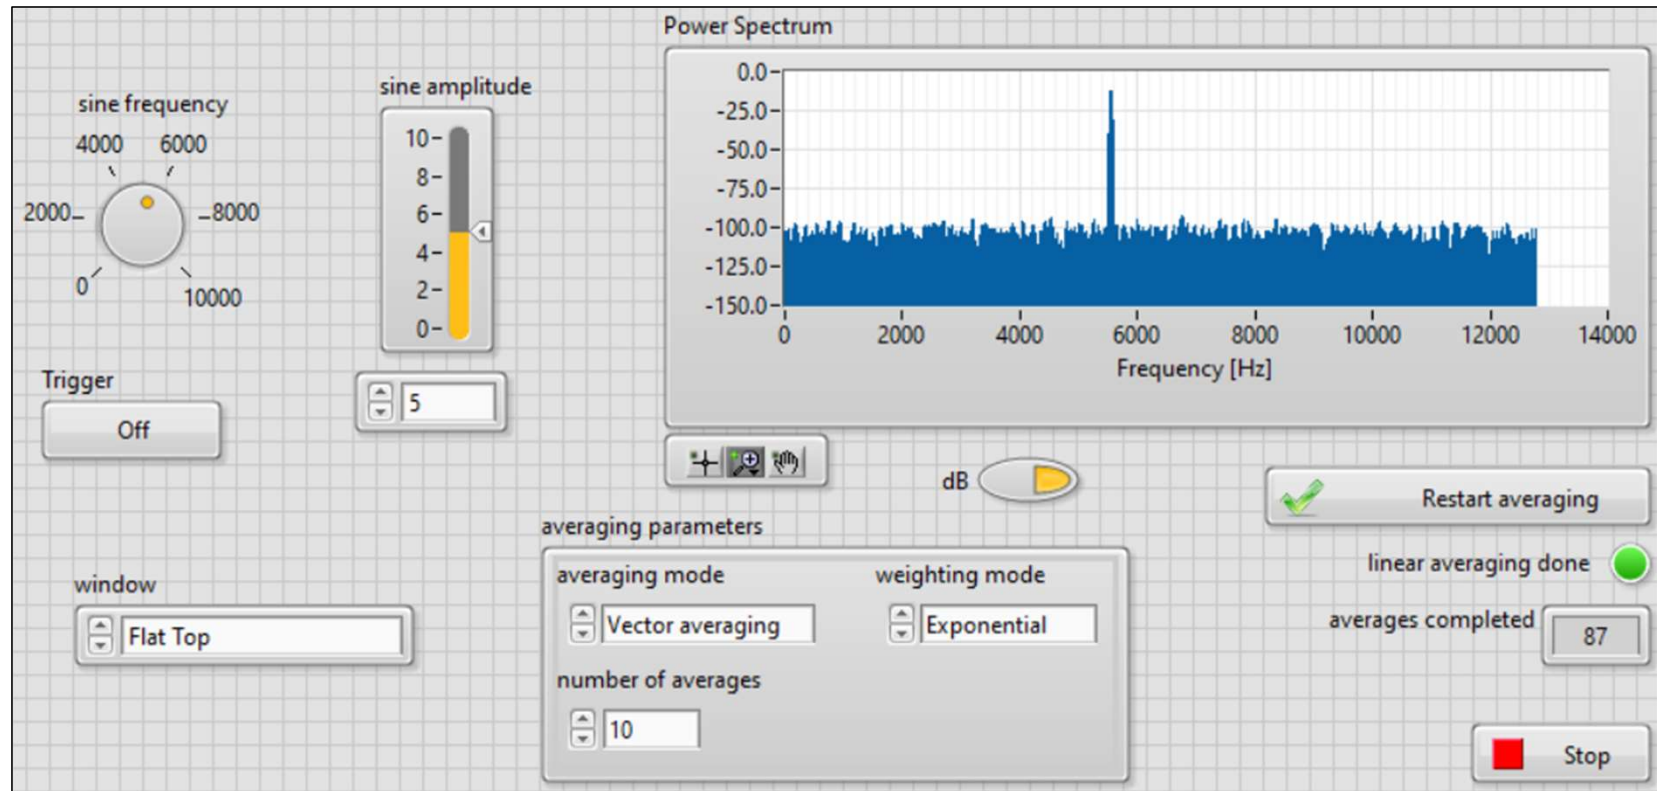 Power Spectrum
sine frequency
4000 6000
2000 8000
0 10000
sine amplitude
10
8
6
4
2
0
5
0.0
-25.0
-50.0
-75.0
-100.0
-125.0
-150.0
0 2000 4000 6000 8000 10000 12000 14000
Frequency [Hz]
Trigger
Off
dB
Restart averaging
linear averaging done
averages completed
87
window
Flat Top
averaging parameters
averaging mode weighting mode
Vector averaging Exponential
number of averages
10
Stop